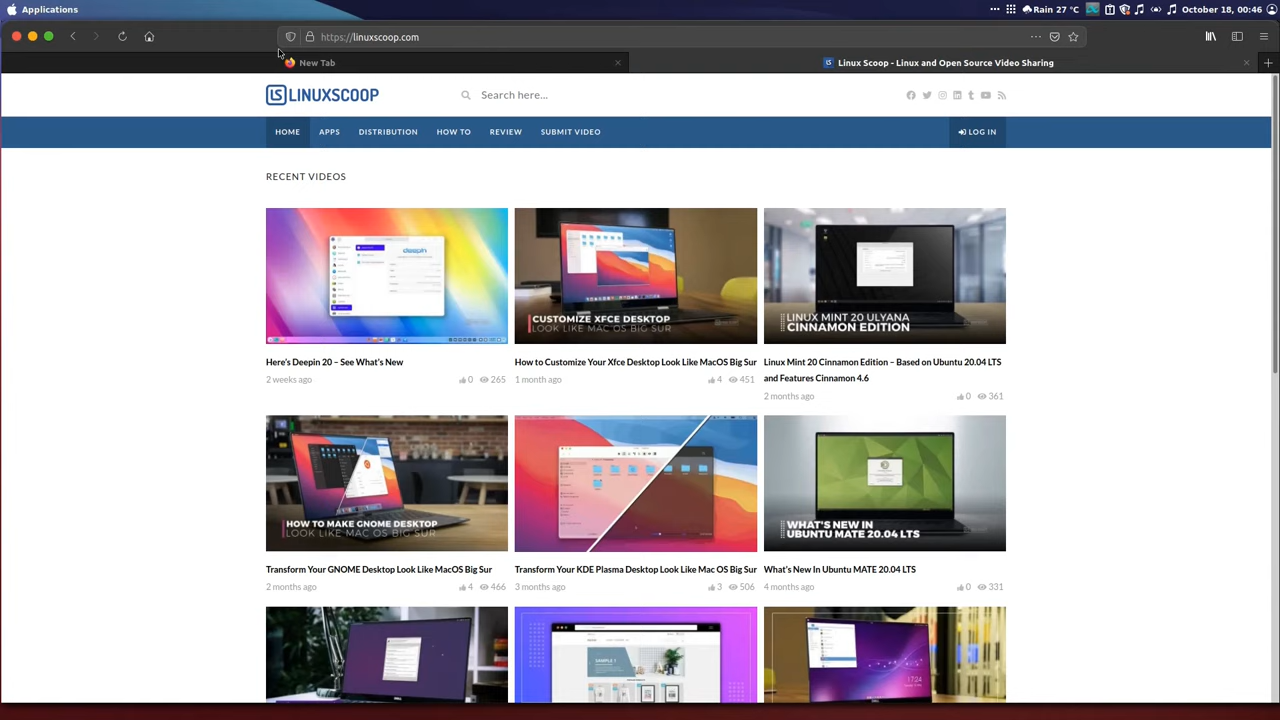 Applications
Rain 27 °C
October 18, 00:46
https://linuxscoop.com
New Tab
Linux Scoop - Linux and Open Source Video Sharing
LS LINUXSCOOP
Search here...
HOME APPS DISTRIBUTION HOW TO REVIEW SUBMIT VIDEO LOG IN
RECENT VIDEOS
deepin
CUSTOMIZE XFCE DESKTOP
LOOK LIKE MAC OS BIG SUR
LINUX MINT 20 ULYANA
CINNAMON EDITION
Here's Deepin 20 – See What's New
2 weeks ago 0 265
How to Customize Your Xfce Desktop Look Like MacOS Big Sur
1 month ago 4 451
Linux Mint 20 Cinnamon Edition – Based on Ubuntu 20.04 LTS
and Features Cinnamon 4.6
2 months ago 0 361
HOW TO MAKE GNOME DESKTOP
LOOK LIKE MAC OS BIG SUR
WHAT'S NEW IN
UBUNTU MATE 20.04 LTS
Transform Your GNOME Desktop Look Like MacOS Big Sur
2 months ago 4 466
Transform Your KDE Plasma Desktop Look Like Mac OS Big Sur
3 months ago 3 506
What's New In Ubuntu MATE 20.04 LTS
4 months ago 0 331
SAMPLE 1
17:24